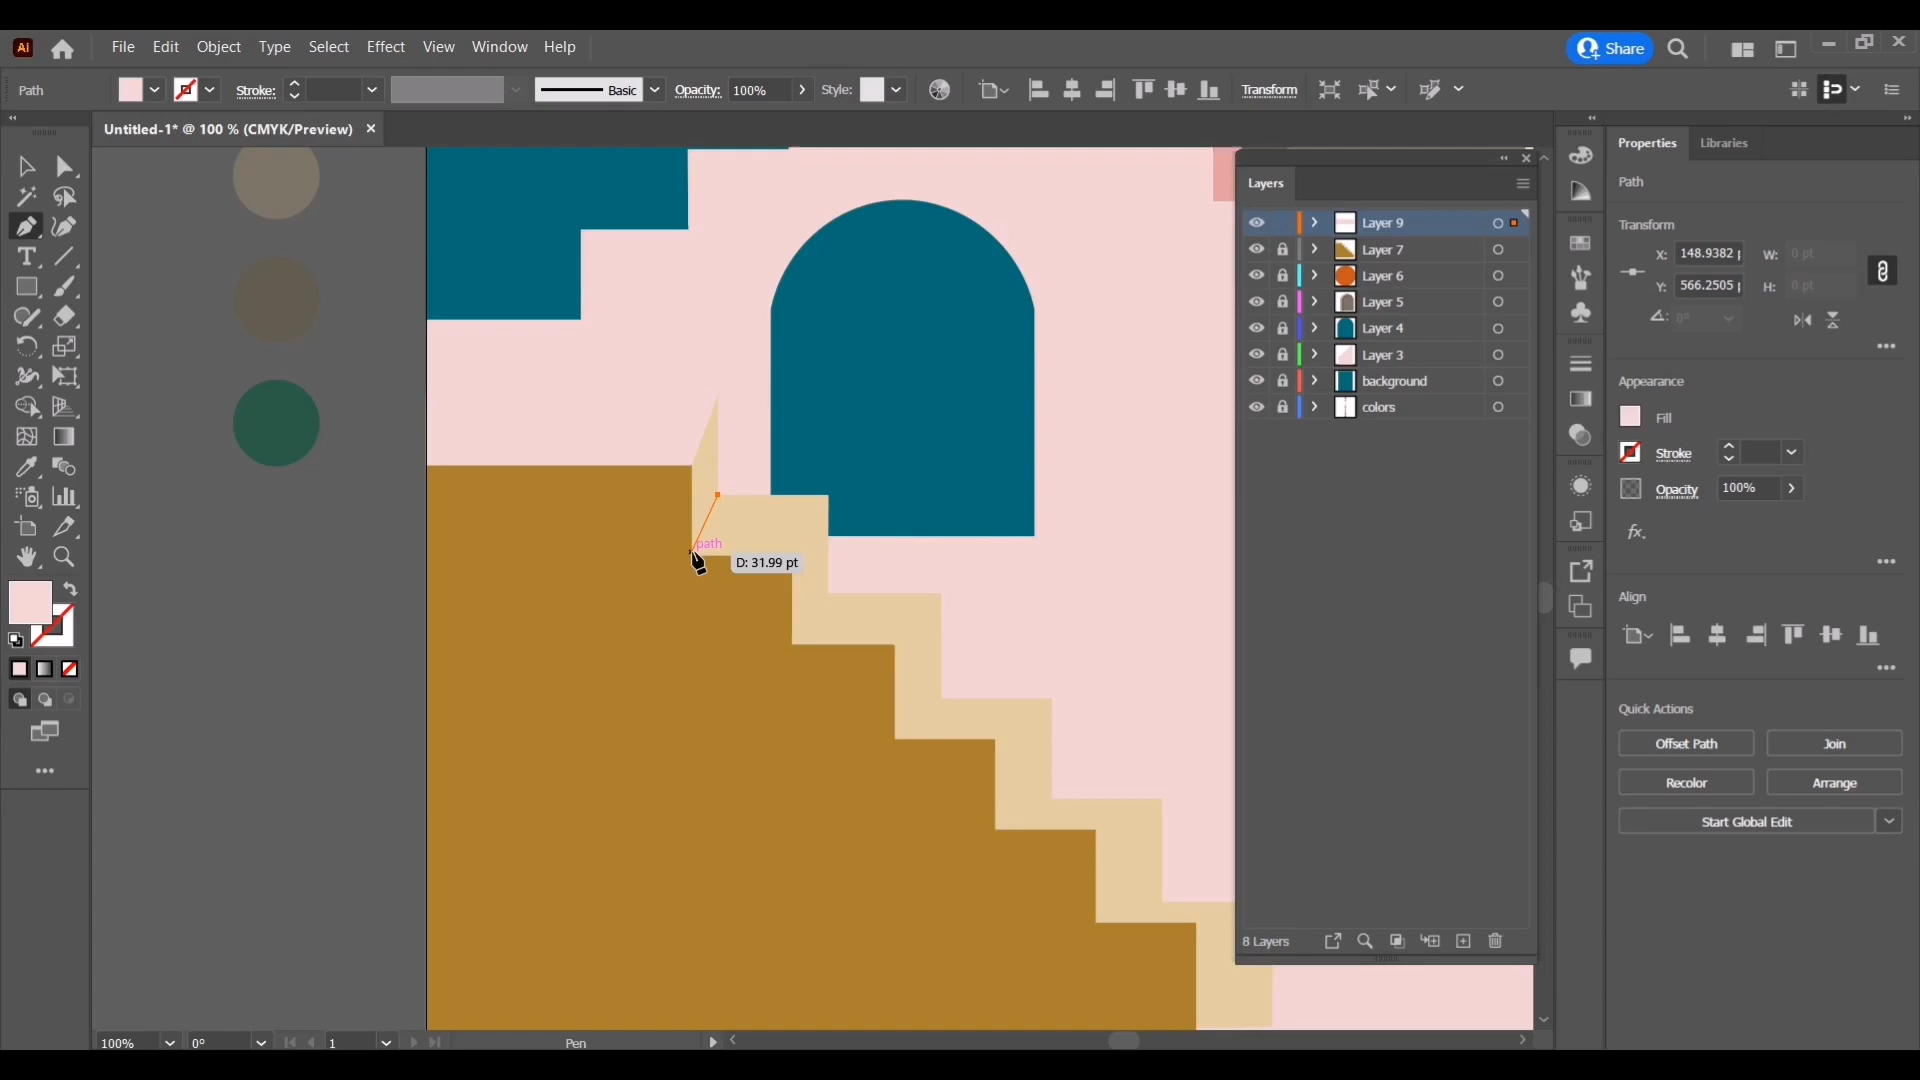 Ai File Edit Object Type Select Effect View Window Help Share
Path Stroke: Basic Opacity: 100% Style: Transform
Untitled-1* @ 100 % (CMYK/Preview)
path
D: 31.99 pt
Layers
Layer 9
Layer 7
Layer 6
Layer 5
Layer 4
Layer 3
background
colors
8 Layers
Properties Libraries
Path
Transform
X: 148.9382 W: 0 pt
Y: 566.2505 H: 0 pt
0°
Appearance
Fill
Stroke
Opacity 100%
fx.
Align
Quick Actions
Offset Path Join
Recolor Arrange
Start Global Edit
100% 0° 1 Pen